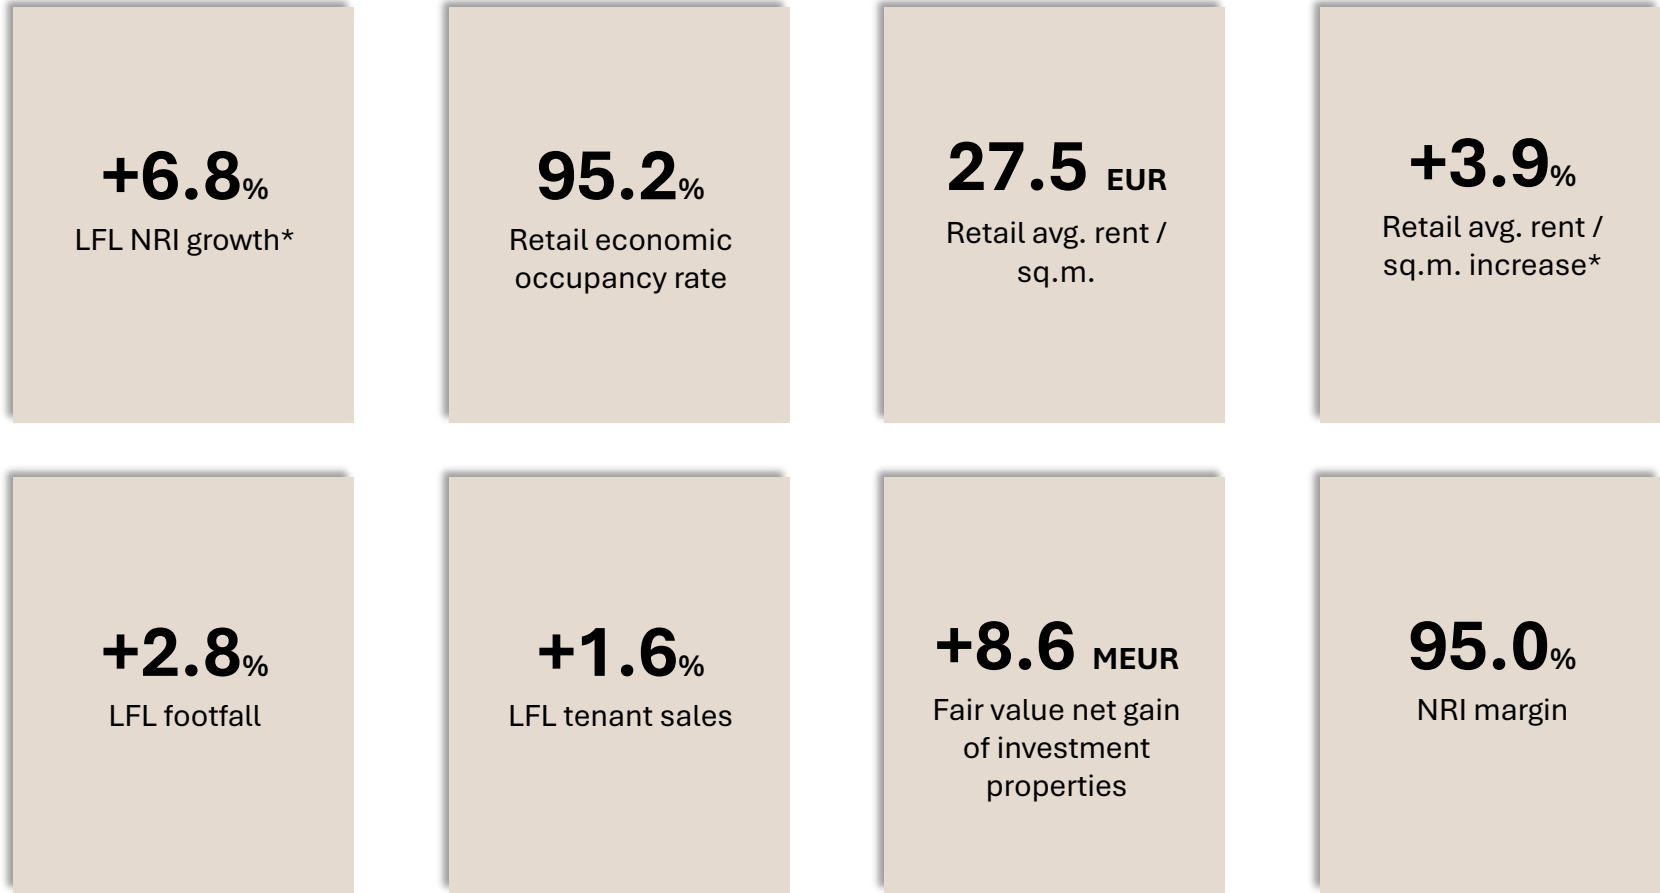 +6.8%
LFL NRI growth*
95.2%
Retail economic
occupancy rate
27.5 EUR
Retail avg. rent /
sq.m.
+3.9%
Retail avg. rent /
sq.m. increase*
+2.8%
LFL footfall
+1.6%
LFL tenant sales
+8.6 MEUR
Fair value net gain
of investment
properties
95.0%
NRI margin